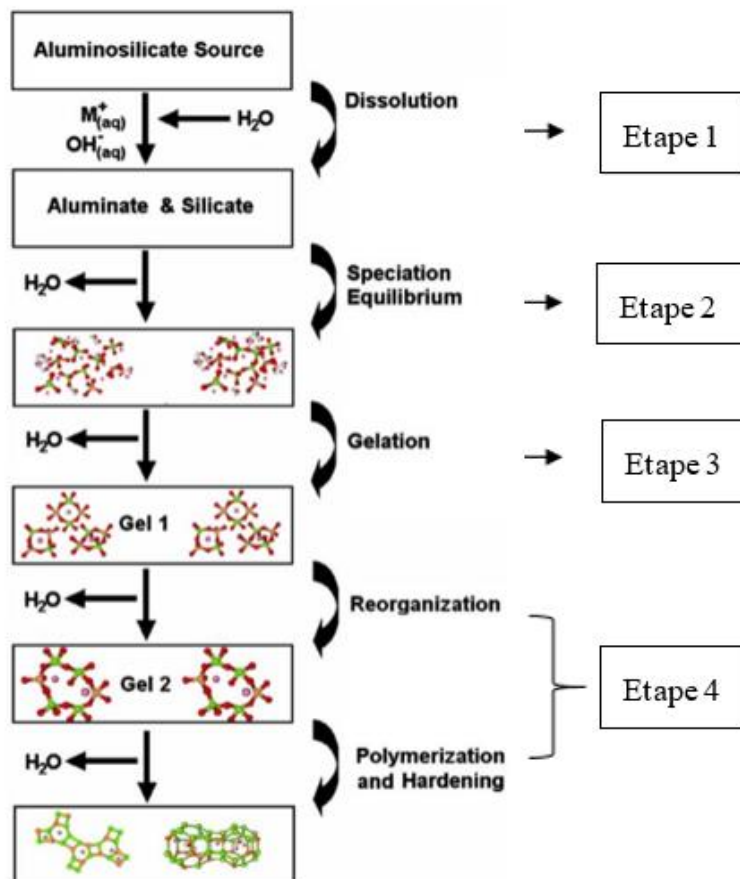 Aluminosilicate Source
M⁺(aq)
OH⁻(aq)
H₂O
Dissolution
Etape 1
Aluminate & Silicate
H₂O
Speciation
Equilibrium
Etape 2
H₂O
Gelation
Etape 3
Gel 1
H₂O
Reorganization
Gel 2
Etape 4
H₂O
Polymerization
and Hardening